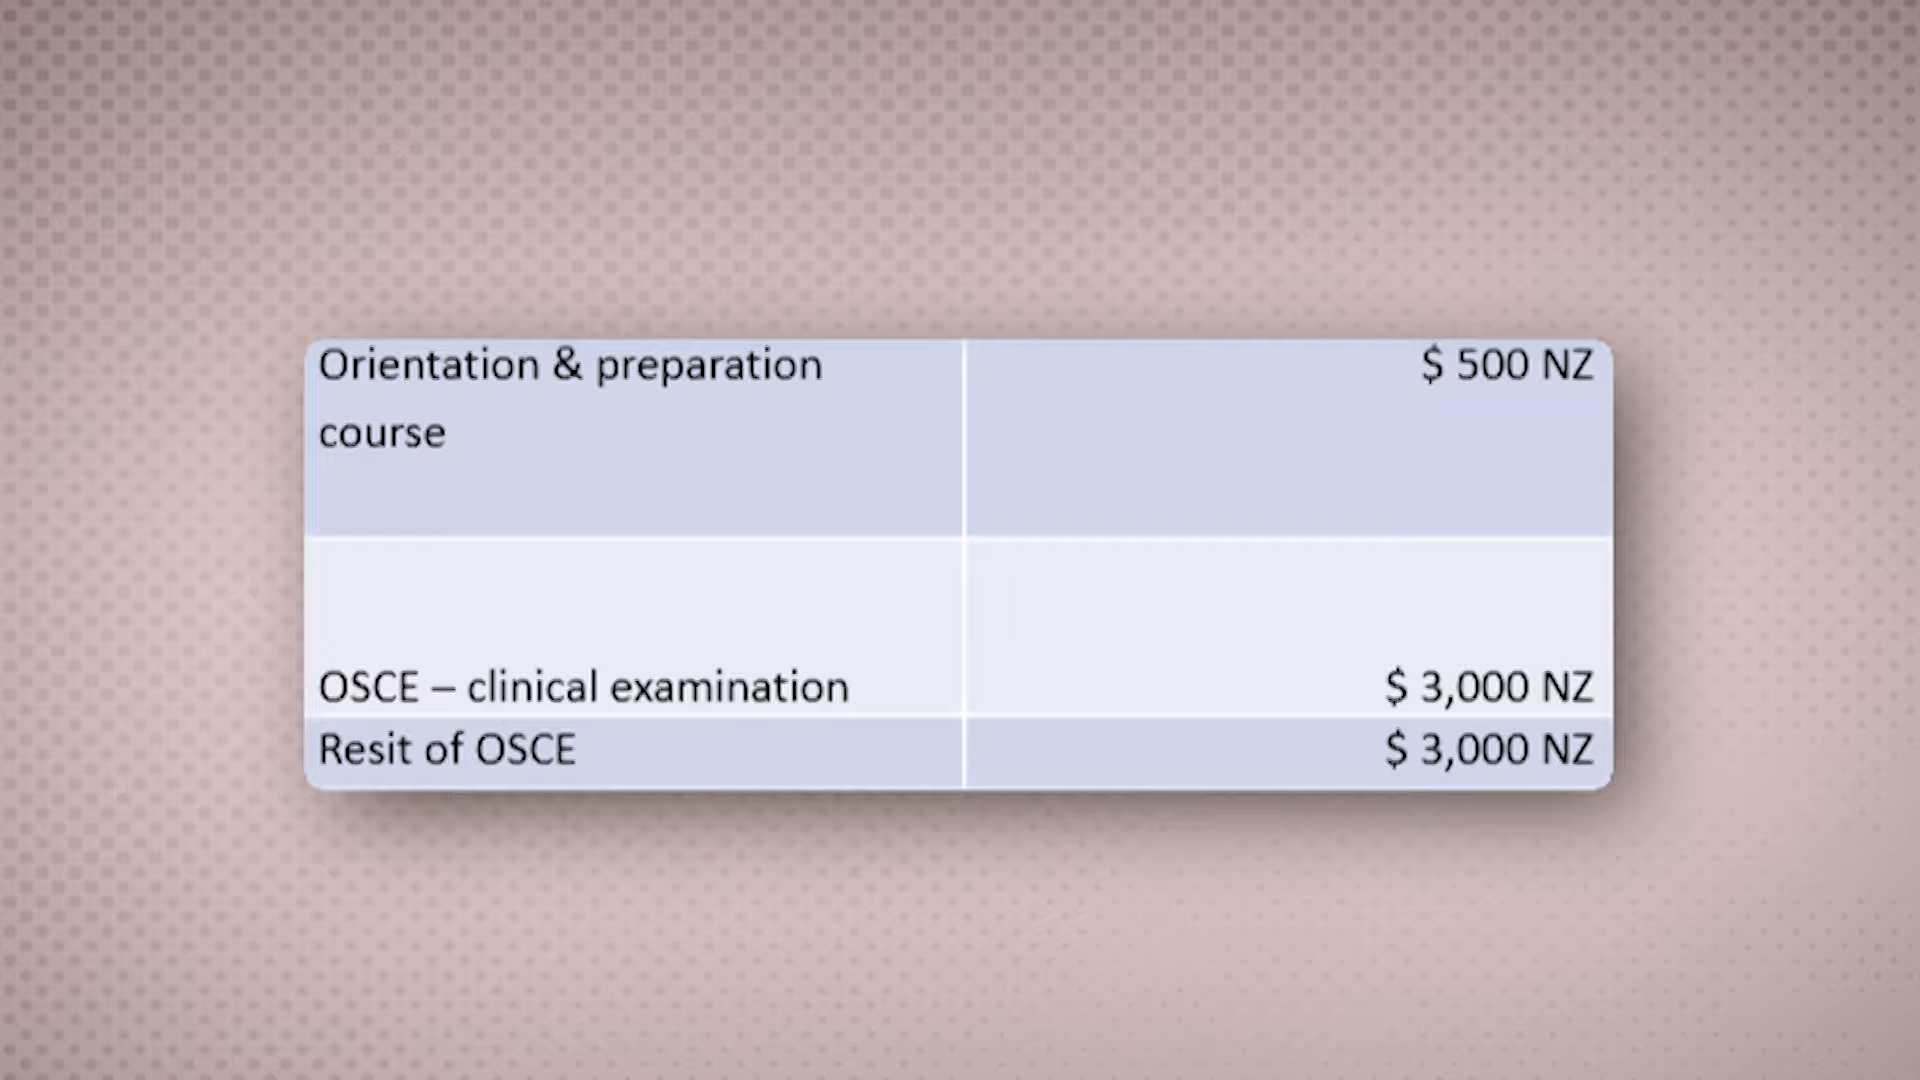 Orientation & preparation $ 500 NZ
course
OSCE – clinical examination $ 3,000 NZ
Resit of OSCE $ 3,000 NZ